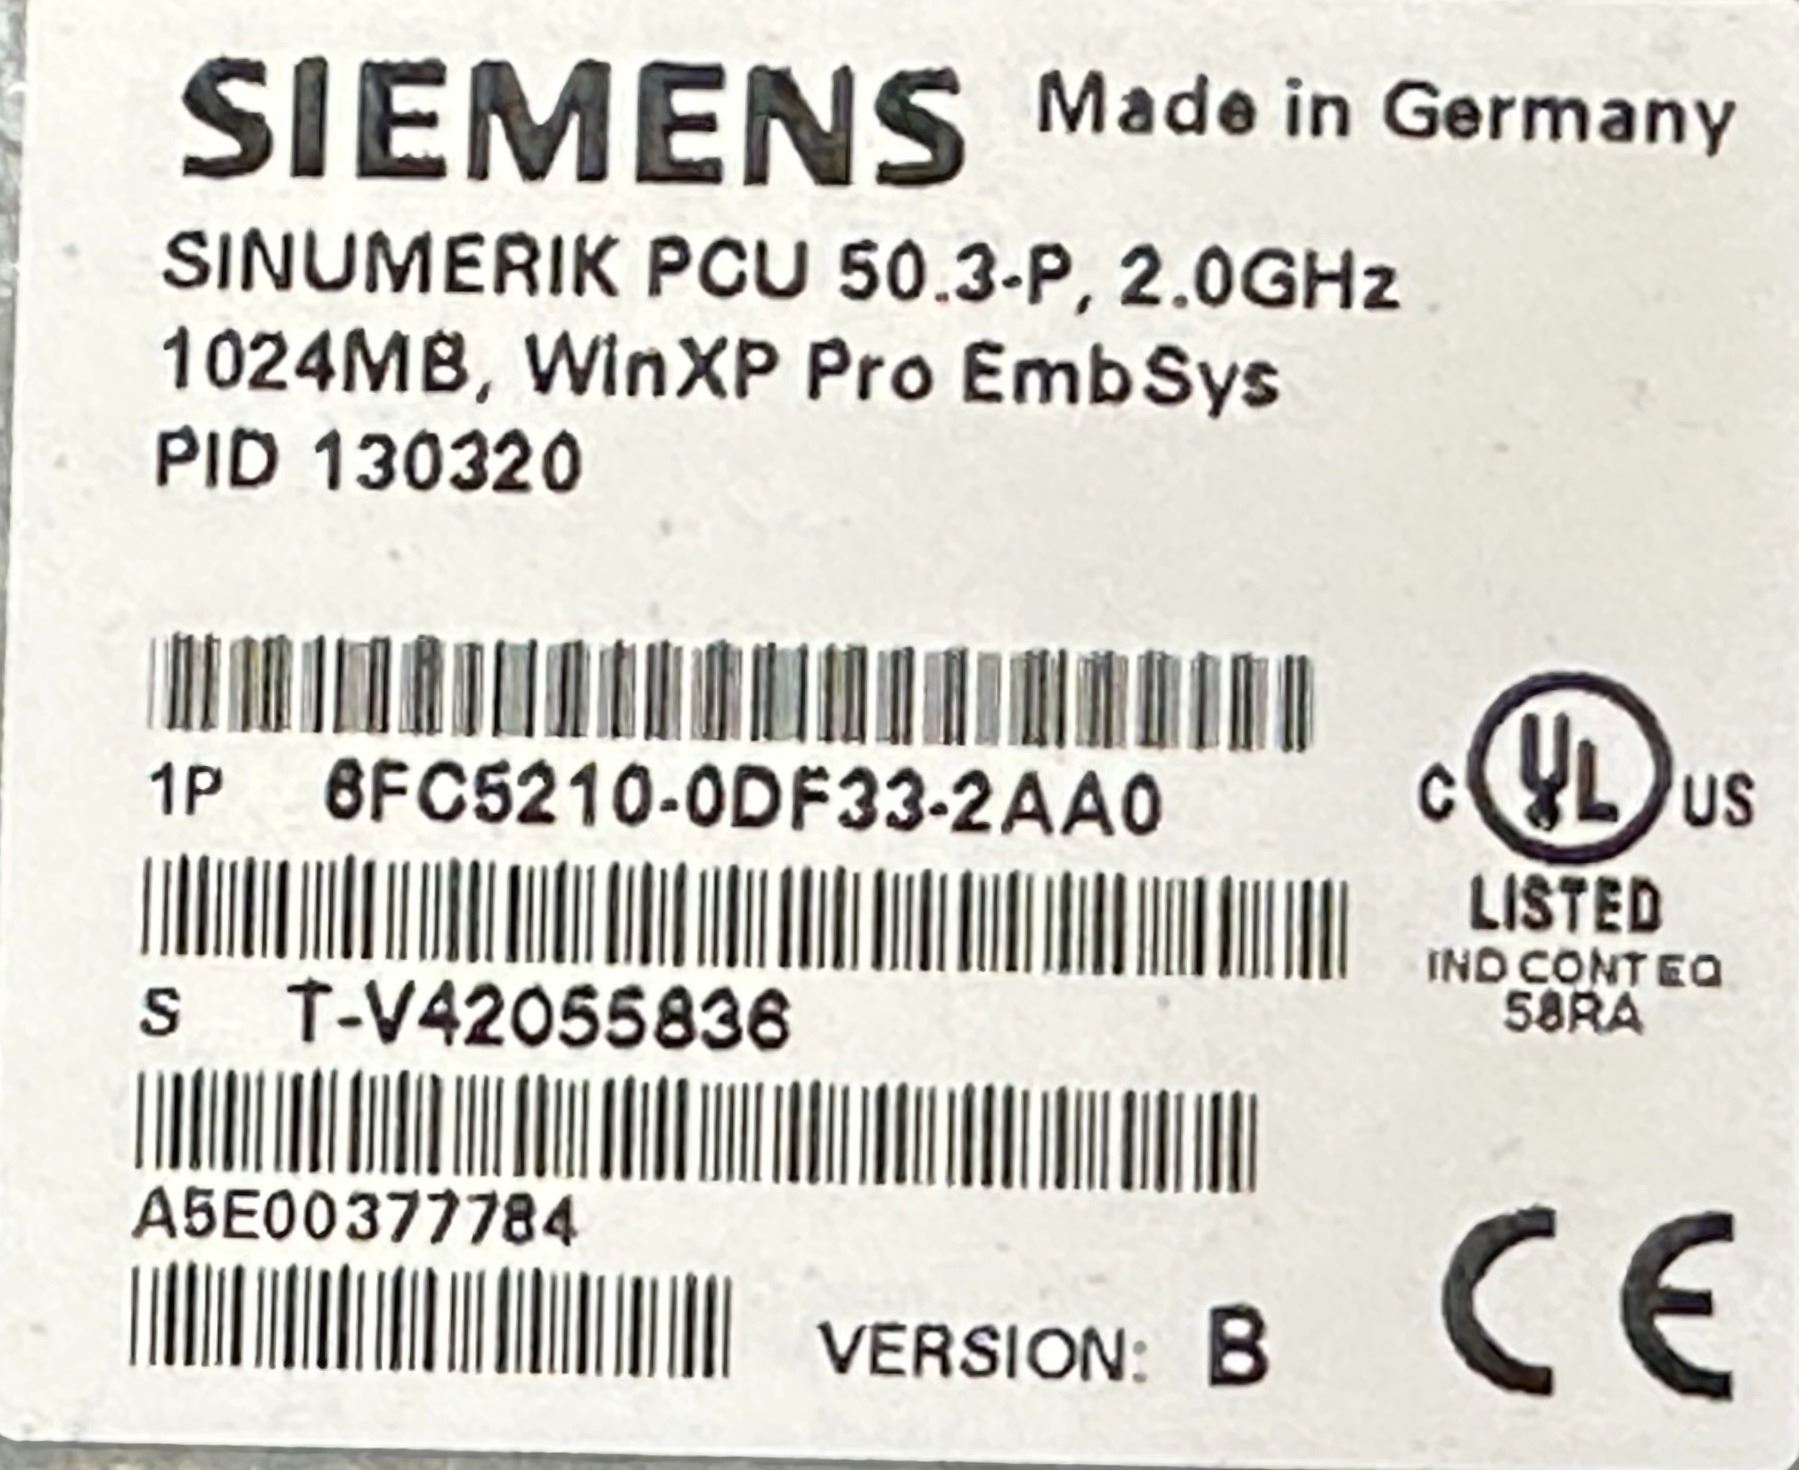 SIEMENS Made in Germany
SINUMERIK PCU 50.3-P, 2.0GHz
1024MB, WinXP Pro EmbSys
PID 130320
1P 6FC5210-0DF33-2AA0
C UL US
LISTED
IND CONT EQ
58RA
S T-V42055836
A5E00377784
VERSION: B
CE